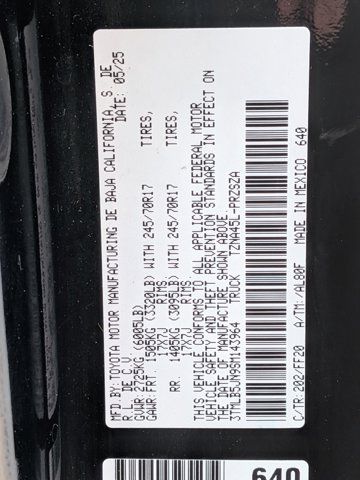 MFD.BY: TOYOTA MOTOR MANUFACTURING DE BAJA CALIFORNIA, S. DE
R. L. DE C.V. DATE: 05/25
GVWR: 2725KG (6005LB)
GAWR: FRT. 1505KG (3320LB) WITH 245/70R17 TIRES,
17X7J RIMS
RR. 1405KG (3095LB) WITH 245/70R17 TIRES,
17X7J RIMS
THIS VEHICLE CONFORMS TO ALL APPLICABLE FEDERAL MOTOR
VEHICLE SAFETY AND THEFT PREVENTION STANDARDS IN EFFECT ON
THE DATE OF MANUFACTURE SHOWN ABOVE.
3TMLB5JN9SM143964 TRUCK TZNA45L-PRZSZA
C/TR: 202/FF20 A/TM: /AL80F MADE IN MEXICO 640
640